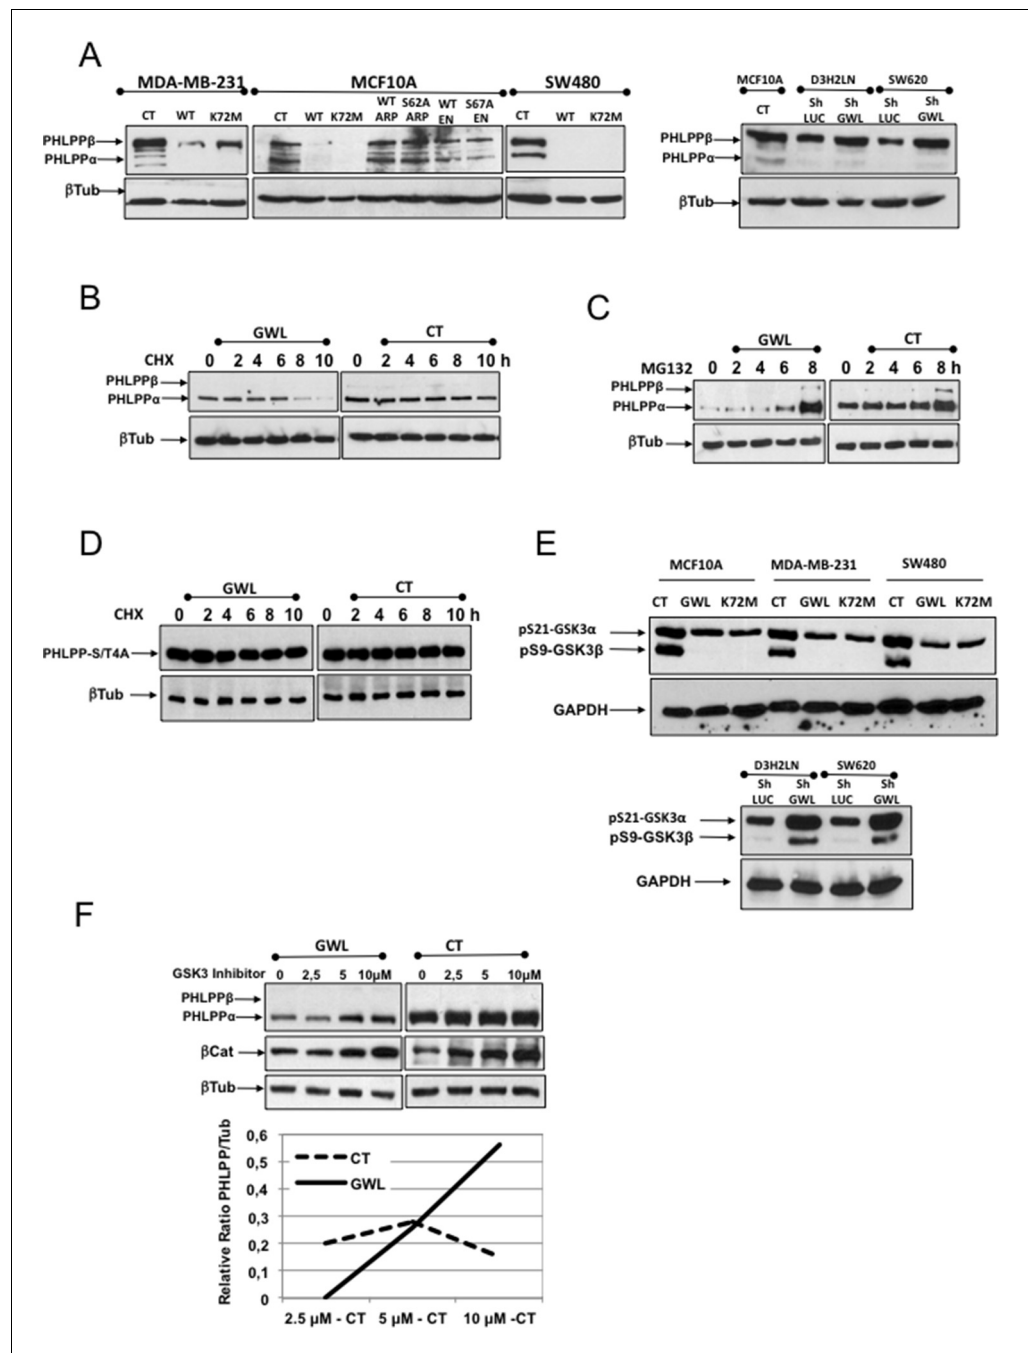 A
MDA-MB-231 MCF10A SW480
CT WT K72M CT WT K72M WT ARP S62A ARP WT EN S67A EN CT WT K72M
PHLPPβ
PHLPPα
βTub
MCF10A D3H2LN SW620
CT Sh LUC Sh GWL Sh LUC Sh GWL
PHLPPβ
PHLPPα
βTub
B
GWL CT
CHX 0 2 4 6 8 10 0 2 4 6 8 10 h
PHLPPβ
PHLPPα
βTub
C
GWL CT
MG132 0 2 4 6 8 0 2 4 6 8 h
PHLPPβ
PHLPPα
βTub
D
GWL CT
CHX 0 2 4 6 8 10 0 2 4 6 8 10 h
PHLPP-S/T4A
βTub
E
MCF10A MDA-MB-231 SW480
CT GWL K72M CT GWL K72M CT GWL K72M
pS21-GSK3α
pS9-GSK3β
GAPDH
D3H2LN SW620
Sh LUC Sh GWL Sh LUC Sh GWL
pS21-GSK3α
pS9-GSK3β
GAPDH
F
GWL CT
GSK3 Inhibitor 0 2,5 5 10µM 0 2,5 5 10µM
PHLPPβ
PHLPPα
βCat
βTub
Relative Ratio PHLPP/Tub
0,6
0,5
0,4
0,3
0,2
0,1
0
CT
GWL
2.5 µM - CT 5 µM - CT 10 µM -CT